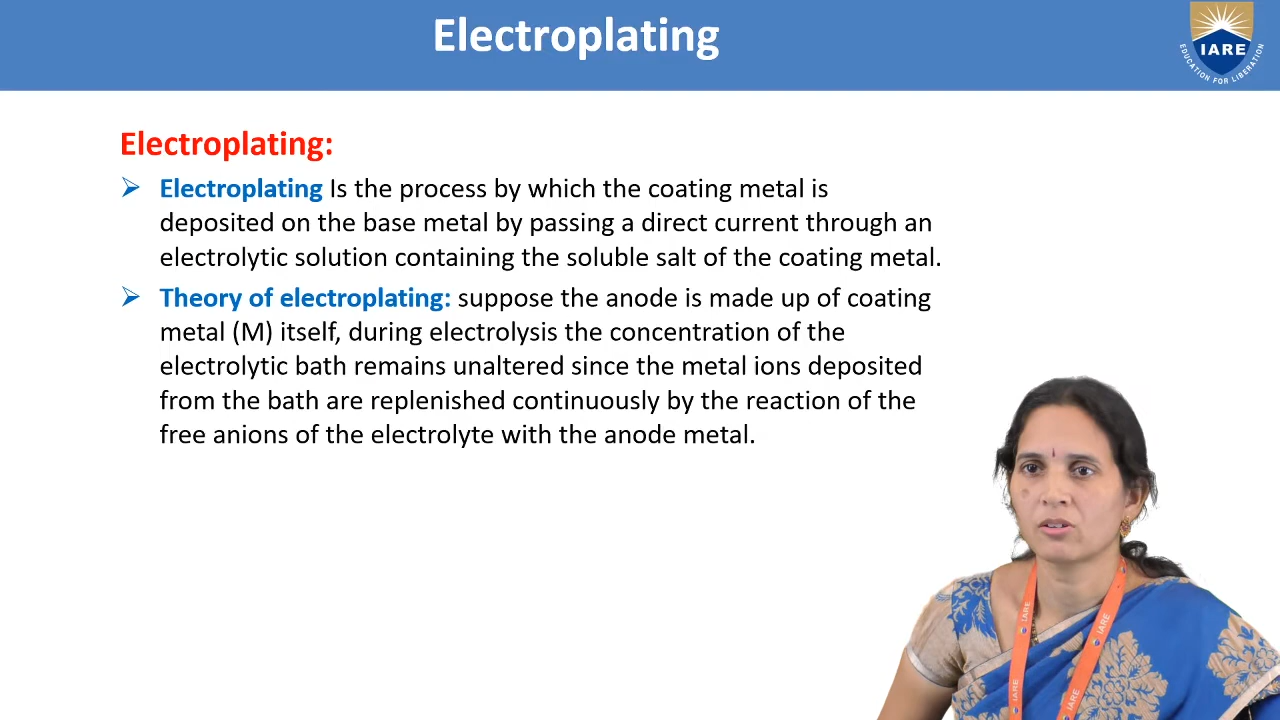 Electroplating
IARE
EDUCATION FOR LIBERATION
Electroplating:
➢ Electroplating Is the process by which the coating metal is
deposited on the base metal by passing a direct current through an
electrolytic solution containing the soluble salt of the coating metal.
➢ Theory of electroplating: suppose the anode is made up of coating
metal (M) itself, during electrolysis the concentration of the
electrolytic bath remains unaltered since the metal ions deposited
from the bath are replenished continuously by the reaction of the
free anions of the electrolyte with the anode metal.
IARE
IARE
IARE
IARE